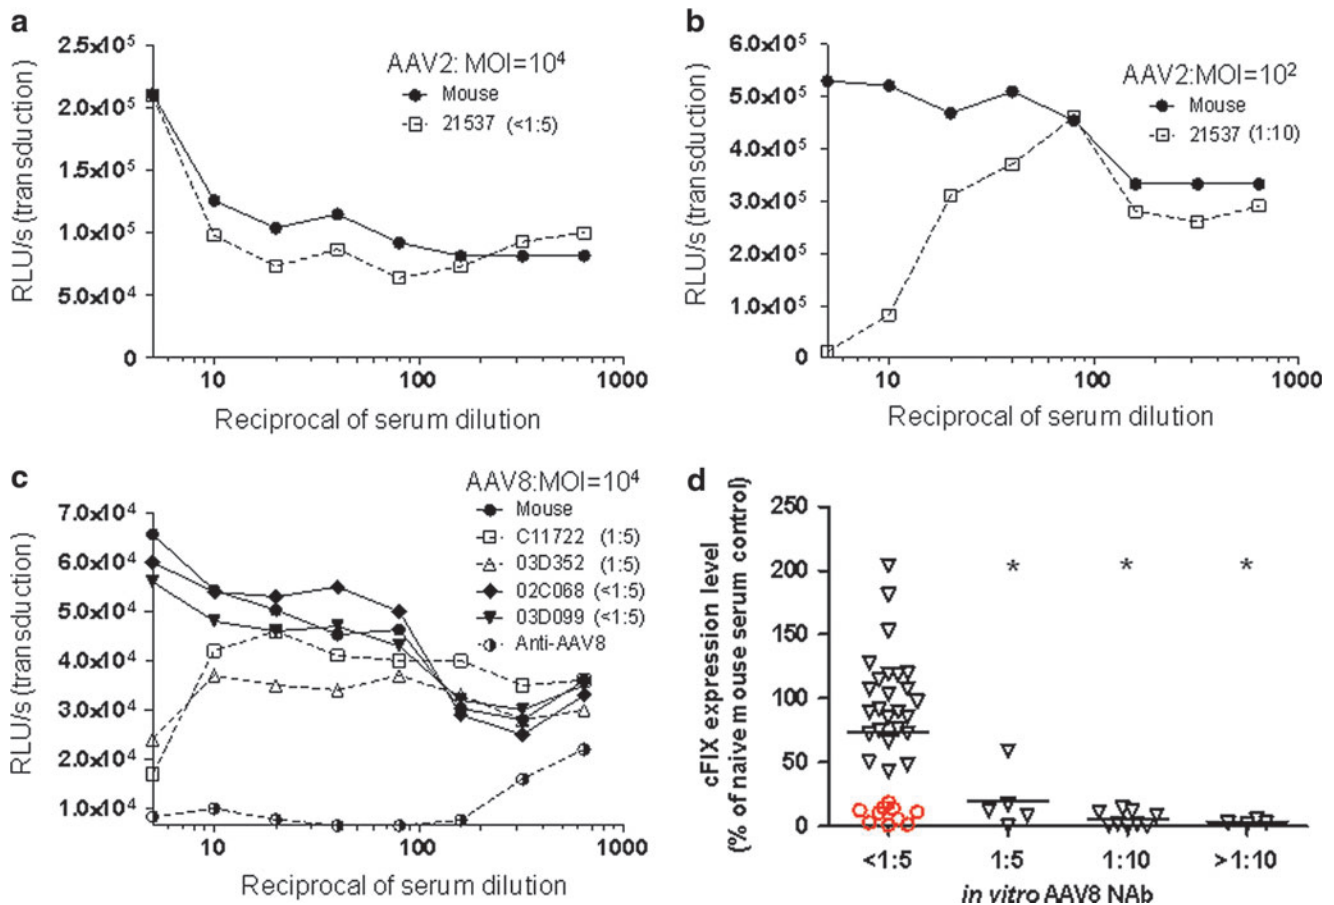 a
AAV2: MOI=10⁴
Mouse
21537 (<1:5)
2.5x10⁵
2.0x10⁵
1.5x10⁵
1.0x10⁵
5.0x10⁴
0
10 100 1000
RLU/s (transduction)
Reciprocal of serum dilution
b
AAV2:MOI=10²
Mouse
21537 (1:10)
6.0x10⁵
5.0x10⁵
4.0x10⁵
3.0x10⁵
2.0x10⁵
1.0x10⁵
0
10 100 1000
RLU/s (transduction)
Reciprocal of serum dilution
c
AAV8:MOI=10⁴
Mouse
C11722 (1:5)
03D352 (1:5)
02C068 (<1:5)
03D099 (<1:5)
Anti-AAV8
7.0x10⁴
6.0x10⁴
5.0x10⁴
4.0x10⁴
3.0x10⁴
2.0x10⁴
1.0x10⁴
10 100 1000
RLU/s (transduction)
Reciprocal of serum dilution
d
cFIX expression level
(% of naive mouse serum control)
250
200
150
100
50
0
* * *
<1:5 1:5 1:10 >1:10
in vitro AAV8 NAb